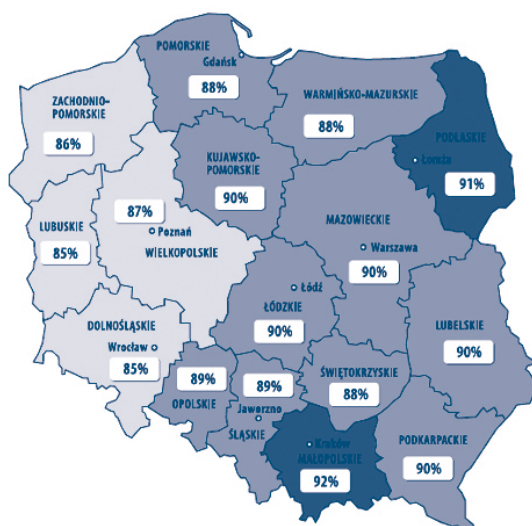 POMORSKIE
Gdańsk
88%
ZACHODNIO-
POMORSKIE
86%
WARMIŃSKO-MAZURSKIE
88%
PODLASKIE
Łomża
91%
KUJAWSKO-
POMORSKIE
90%
87%
Poznań
WIELKOPOLSKIE
LUBUSKIE
85%
MAZOWIECKIE
Warszawa
90%
Łódź
ŁÓDZKIE
90%
DOLNOŚLĄSKIE
Wrocław
85%
LUBELSKIE
90%
89%
OPOLSKIE
89%
Jaworzno
ŚLĄSKIE
ŚWIĘTOKRZYSKIE
88%
Kraków
MAŁOPOLSKIE
92%
PODKARPACKIE
90%